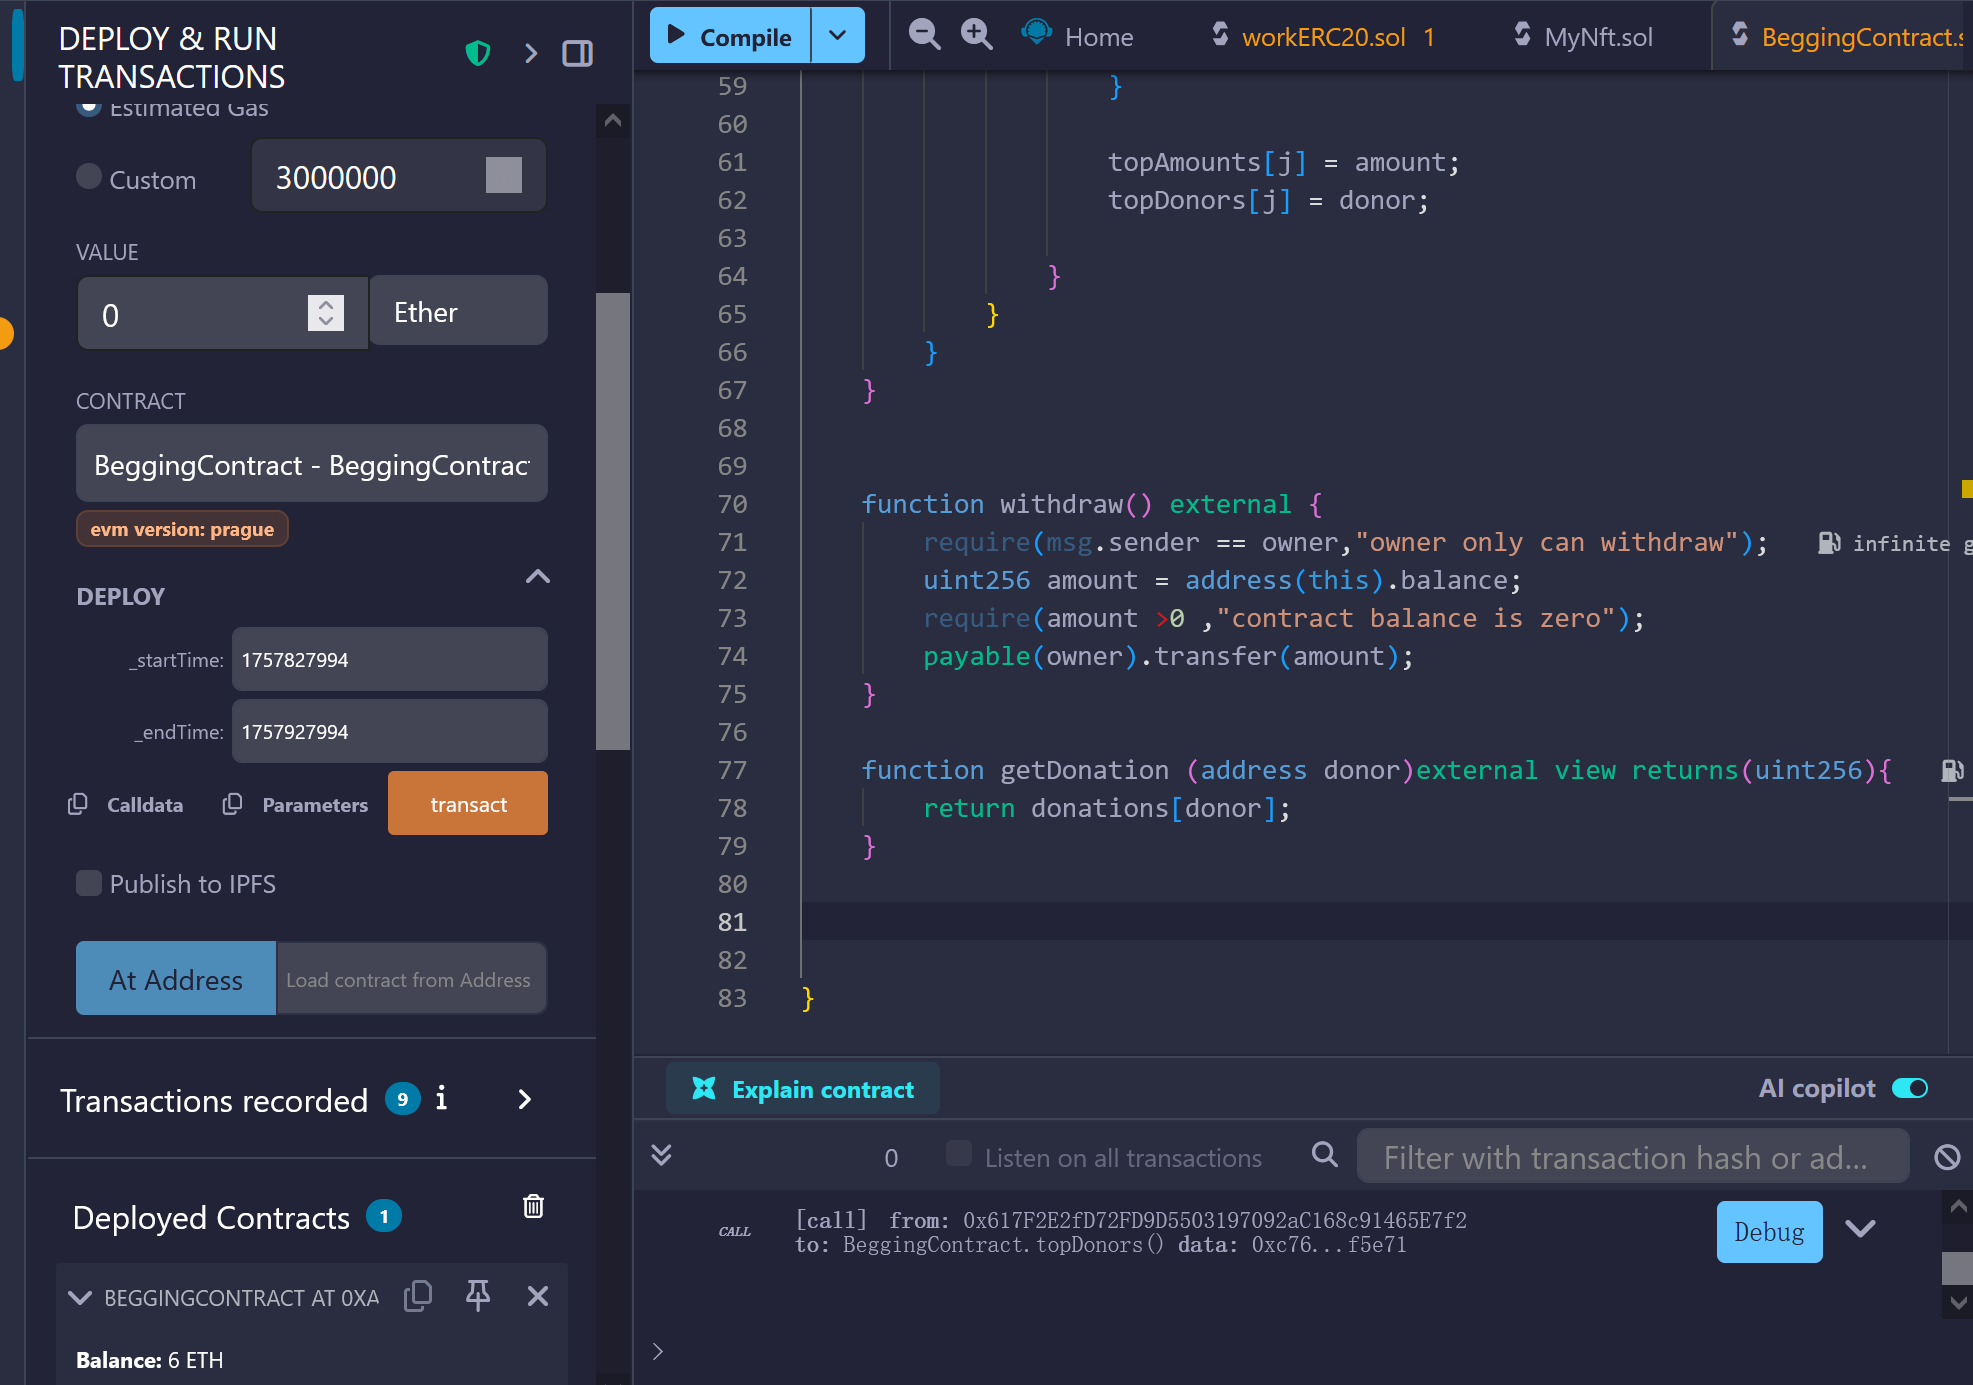 DEPLOY & RUN
TRANSACTIONS
Estimated Gas
Custom
3000000
VALUE
0
Ether
CONTRACT
BeggingContract - BeggingContrac
evm version: prague
DEPLOY
_startTime:
1757827994
_endTime:
1757927994
Calldata
Parameters
transact
Publish to IPFS
At Address
Load contract from Address
Transactions recorded 9 i
Deployed Contracts 1
BEGGINGCONTRACT AT 0XA
Balance: 6 ETH
Compile
Home
workERC20.sol 1
MyNft.sol
BeggingContract.s
59 }
60
61 topAmounts[j] = amount;
62 topDonors[j] = donor;
63
64 }
65 }
66 }
67 }
68
69
70 function withdraw() external {
71 require(msg.sender == owner,"owner only can withdraw"); infinite g
72 uint256 amount = address(this).balance;
73 require(amount >0 ,"contract balance is zero");
74 payable(owner).transfer(amount);
75 }
76
77 function getDonation (address donor)external view returns(uint256){
78 return donations[donor];
79 }
80
81
82
83 }
Explain contract
AI copilot
0
Listen on all transactions
Filter with transaction hash or ad...
CALL
[call] from: 0x617F2E2fD72FD9D5503197092aC168c91465E7f2
to: BeggingContract.topDonors() data: 0xc76...f5e71
Debug
>